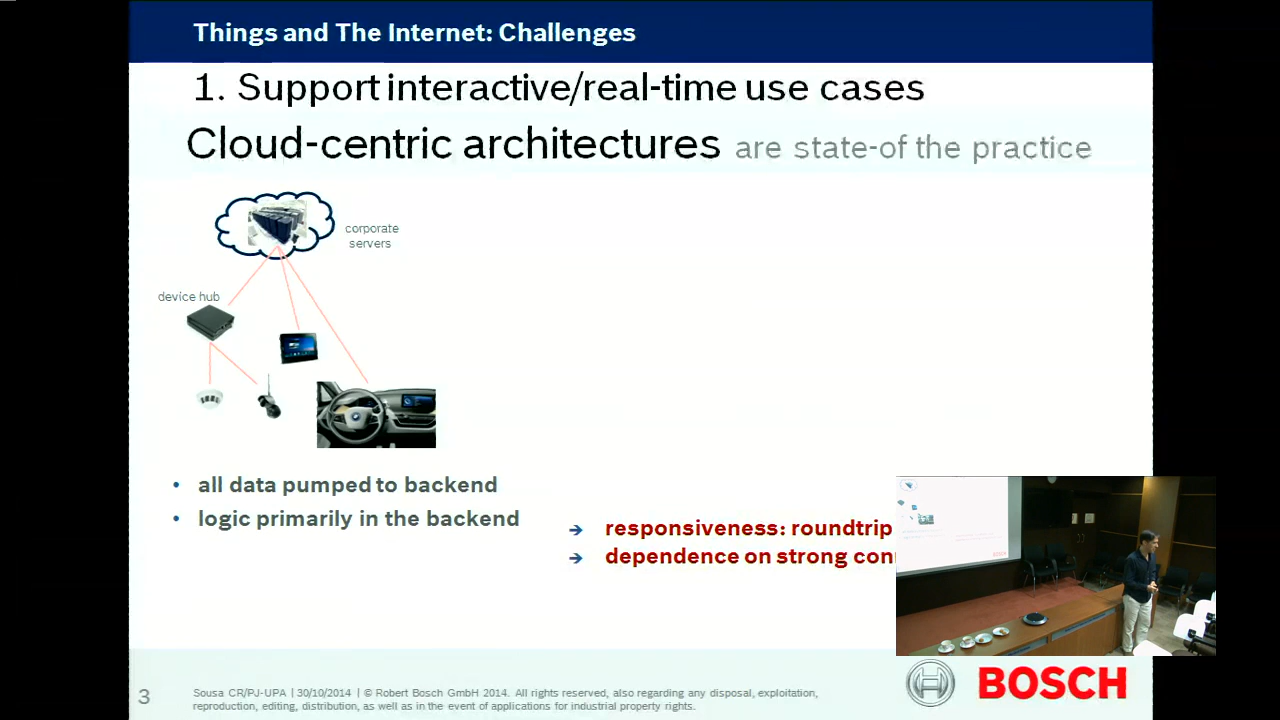 Things and The Internet: Challenges
1. Support interactive/real-time use cases
Cloud-centric architectures are state-of the practice
corporate
servers
device hub
• all data pumped to backend
• logic primarily in the backend
→ responsiveness: roundtrip
→ dependence on strong
3
Sousa CR/PJ-UPA | 30/10/2014 | © Robert Bosch GmbH 2014. All rights reserved, also regarding any disposal, exploitation,
reproduction, editing, distribution, as well as in the event of applications for industrial property rights.
BOSCH